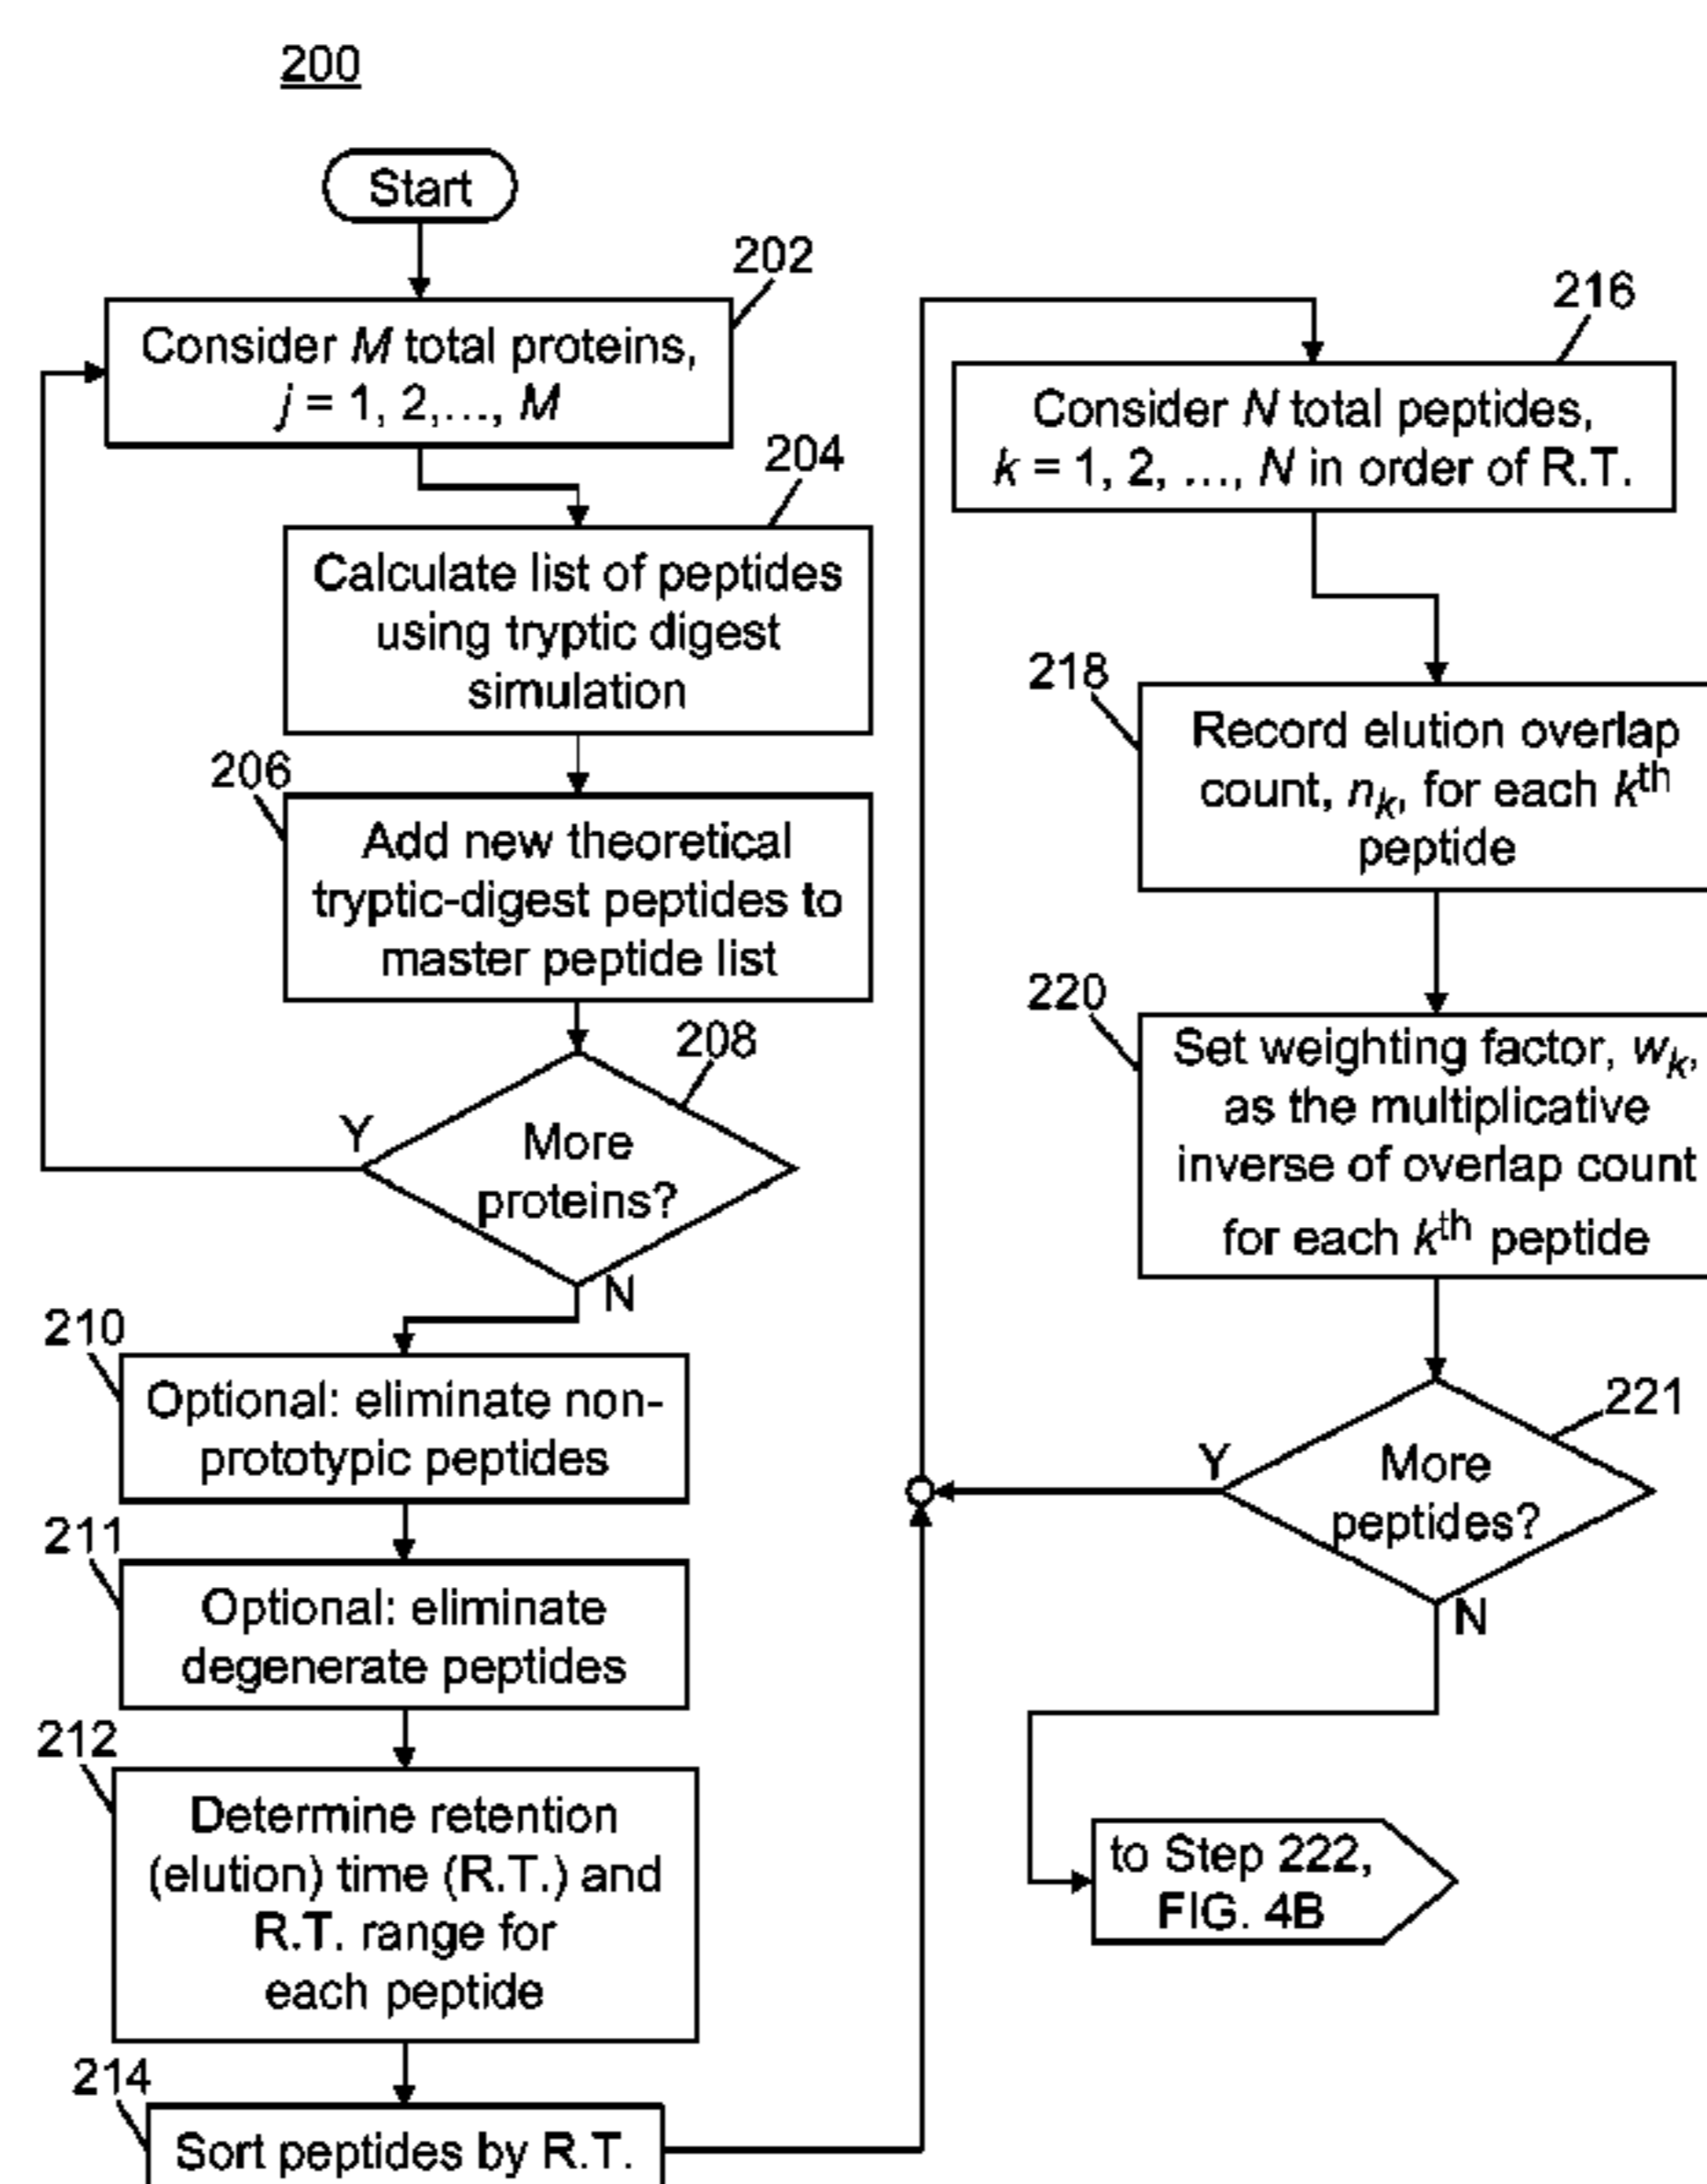 200
Start
202
Consider M total proteins,
j = 1, 2,..., M
204
Calculate list of peptides
using tryptic digest
simulation
206
Add new theoretical
tryptic-digest peptides to
master peptide list
208
More
proteins?
Y
N
210
Optional: eliminate non-
prototypic peptides
211
Optional: eliminate
degenerate peptides
212
Determine retention
(elution) time (R.T.) and
R.T. range for
each peptide
214
Sort peptides by R.T.
216
Consider N total peptides,
k = 1, 2, ..., N in order of R.T.
218
Record elution overlap
count, nk, for each kth
peptide
220
Set weighting factor, wk,
as the multiplicative
inverse of overlap count
for each kth peptide
221
More
peptides?
Y
N
to Step 222,
FIG. 4B